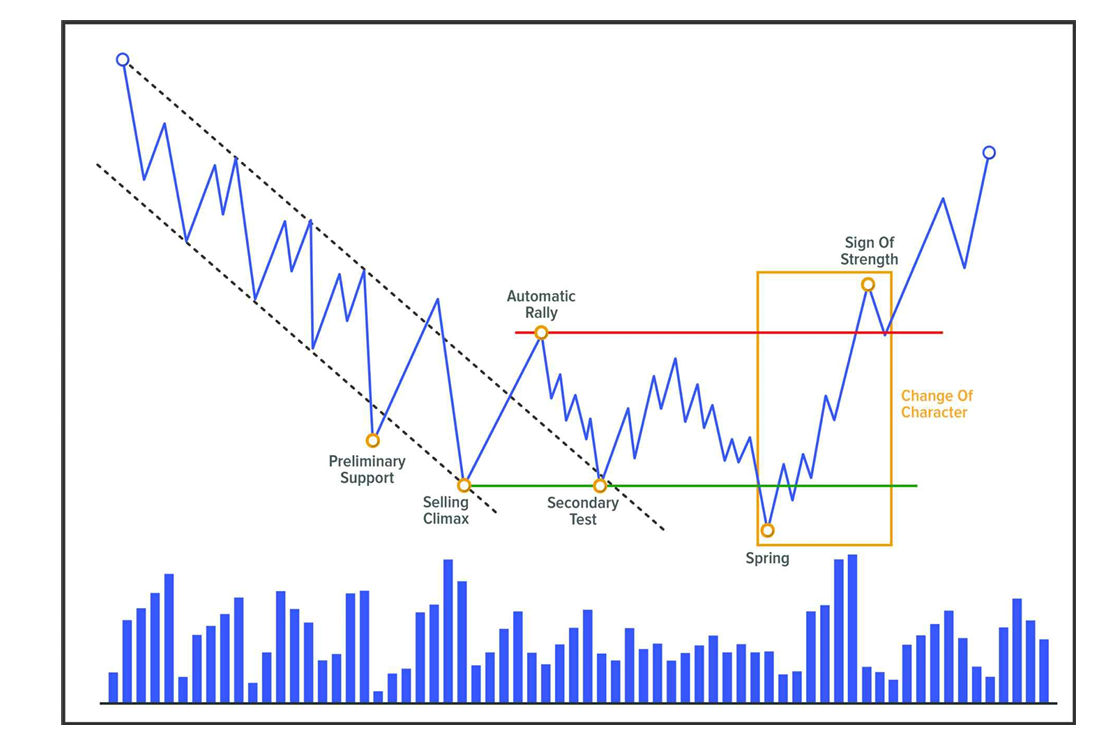 Sign Of
Strength
Automatic
Rally
Change Of
Character
Preliminary
Support
Selling
Climax
Secondary
Test
Spring